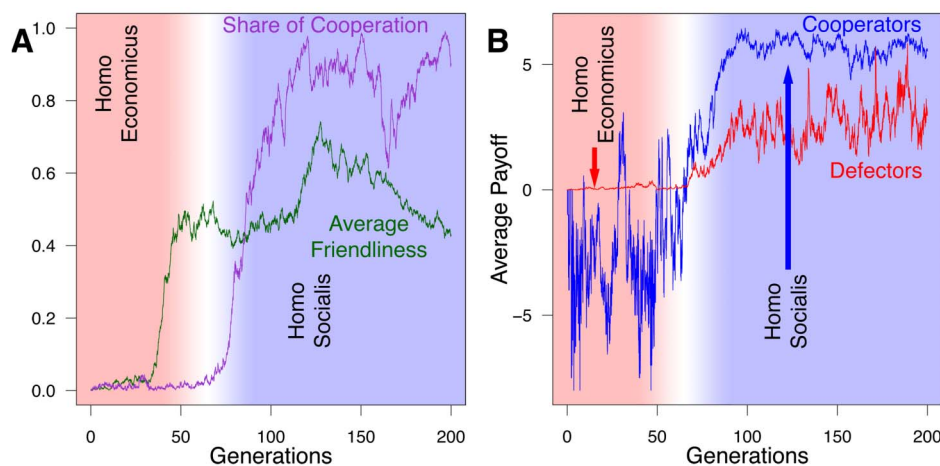 A
Share of Cooperation
Homo
Economicus
Average
Friendliness
Homo
Socialis
1.0
0.8
0.6
0.4
0.2
0.0
0
50
100
150
200
Generations
B
Cooperators
Homo
Economicus
Defectors
Homo
Socialis
Average Payoff
5
0
−5
0
50
100
150
200
Generations